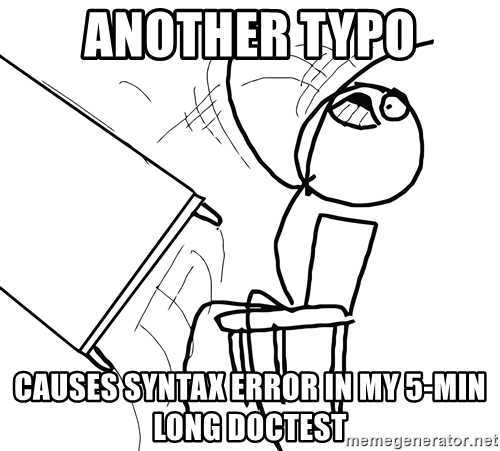 ANOTHER TYPO
CAUSES SYNTAX ERROR IN MY 5-MIN
LONG DOCTEST
memegenerator.net